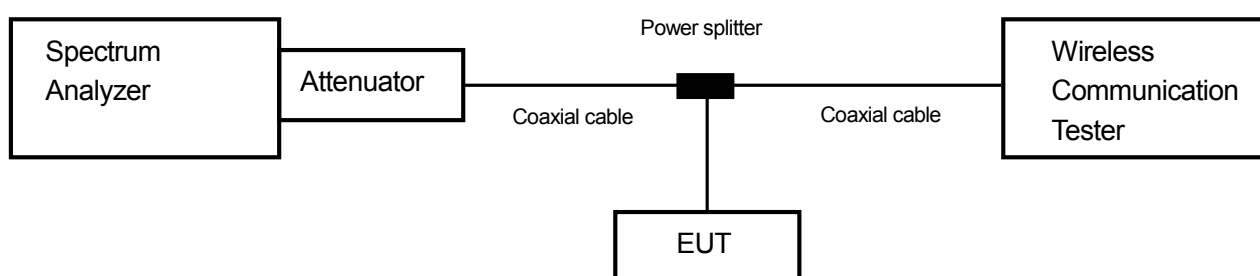 Power splitter
Spectrum
Analyzer
Attenuator
Coaxial cable
Coaxial cable
Wireless
Communication
Tester
EUT